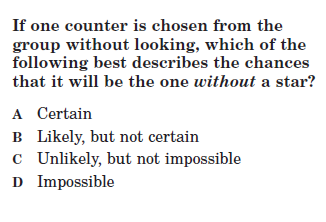 If one counter is chosen from the
group without looking, which of the
following best describes the chances
that it will be the one without a star?
A Certain
B Likely, but not certain
C Unlikely, but not impossible
D Impossible